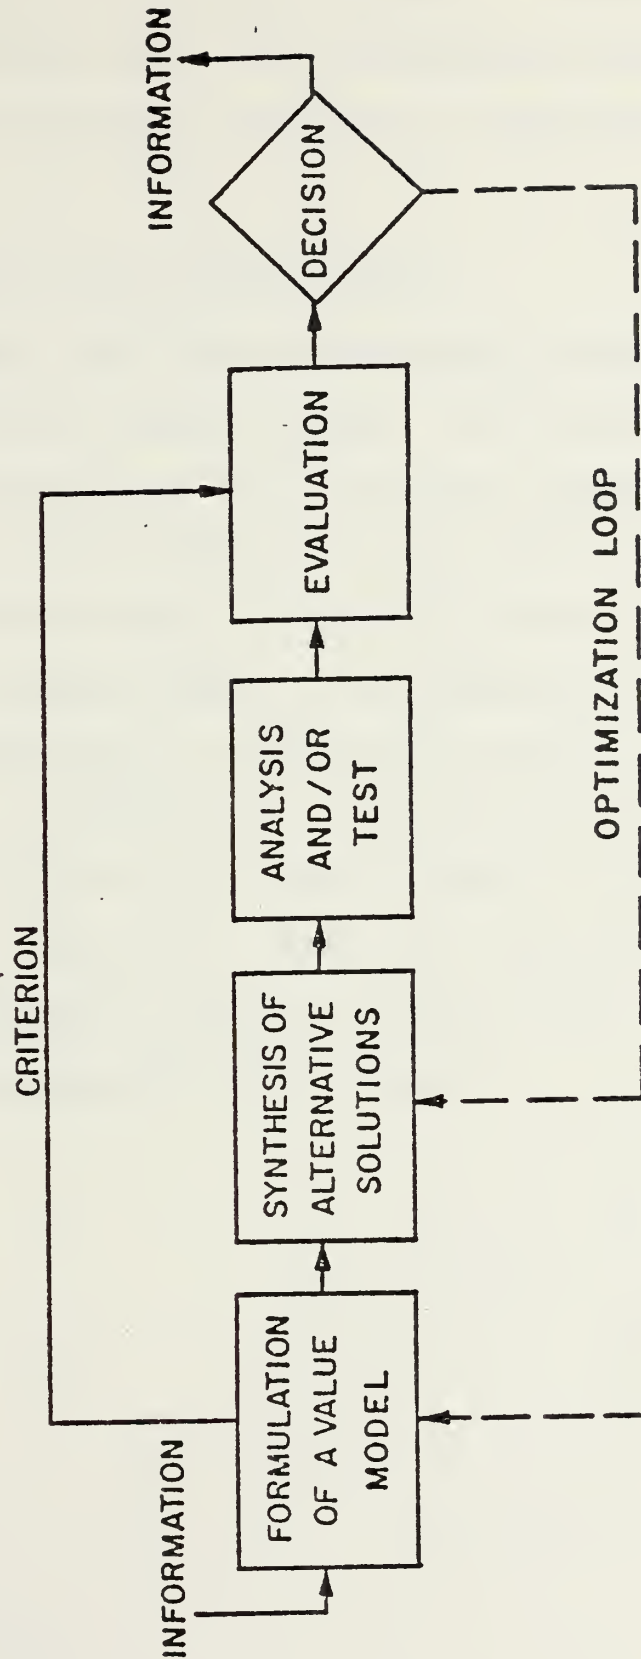 CRITERION
INFORMATION
FORMULATION
OF A VALUE
MODEL
SYNTHESIS OF
ALTERNATIVE
SOLUTIONS
ANALYSIS
AND/OR
TEST
EVALUATION
DECISION
INFORMATION
OPTIMIZATION LOOP